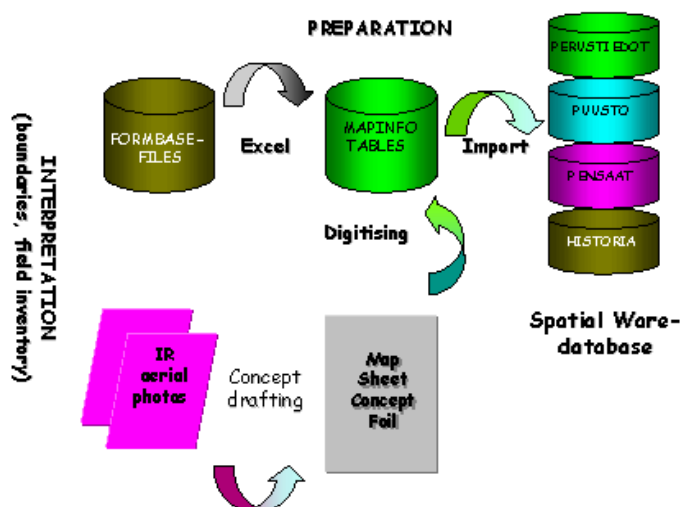 PREPARATION
PERUSTIEDOT
PUUSTO
PENSAAT
HISTORIA
FORMBASE-
FILES
Excel
MAPINFO
TABLES
Import
Digitising
INTERPRETATION
(boundaries, field inventory)
Spatial Ware-
database
IR
aerial
photos
Concept
drafting
Map
Sheet
Concept
Foil